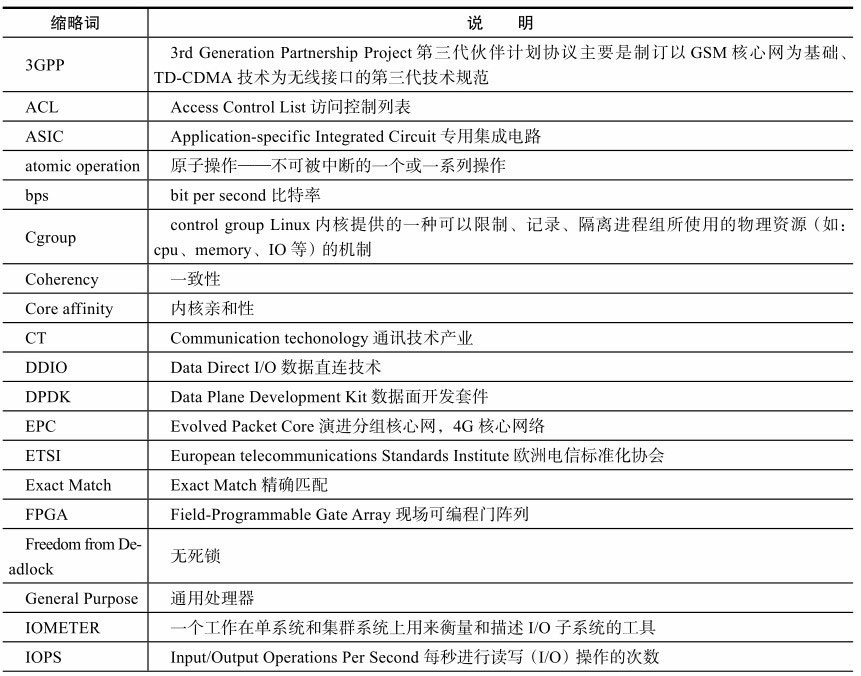 缩略词 说 明
3GPP 3rd Generation Partnership Project 第三代伙伴计划协议主要是制订以 GSM 核心网为基础、
TD-CDMA 技术为无线接口的第三代技术规范
ACL Access Control List 访问控制列表
ASIC Application-specific Integrated Circuit 专用集成电路
atomic operation 原子操作——不可被中断的一个或一系列操作
bps bit per second 比特率
Cgroup control group Linux 内核提供的一种可以限制、记录、隔离进程组所使用的物理资源（如：
cpu、memory、IO 等）的机制
Coherency 一致性
Core affinity 内核亲和性
CT Communication techonology 通讯技术产业
DDIO Data Direct I/O 数据直连技术
DPDK Data Plane Development Kit 数据面开发套件
EPC Evolved Packet Core 演进分组核心网，4G 核心网络
ETSI European telecommunications Standards Institute 欧洲电信标准化协会
Exact Match Exact Match 精确匹配
FPGA Field-Programmable Gate Array 现场可编程门阵列
Freedom from De-
adlock 无死锁
General Purpose 通用处理器
IOMETER 一个工作在单系统和集群系统上用来衡量和描述 I/O 子系统的工具
IOPS Input/Output Operations Per Second 每秒进行读写（I/O）操作的次数